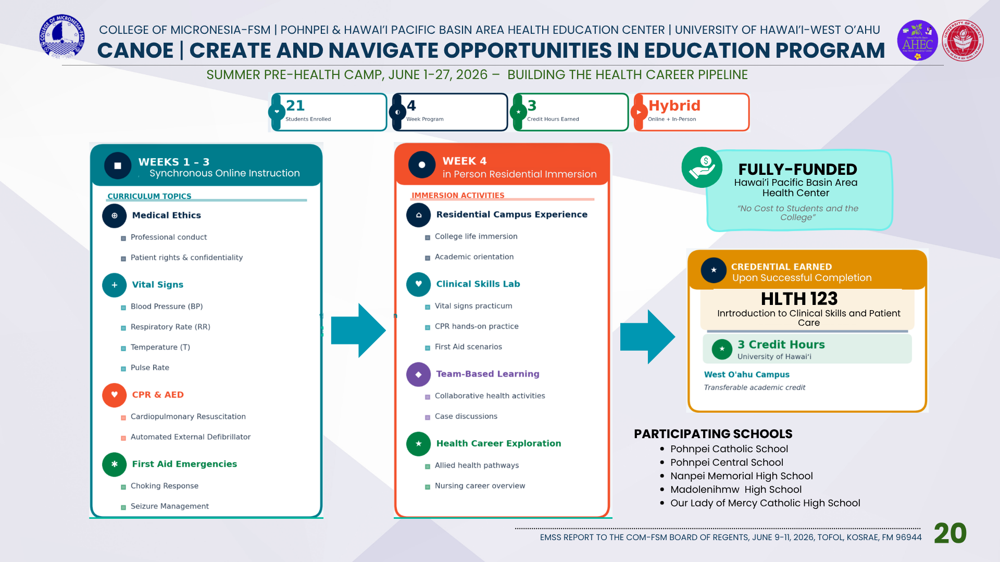 COLLEGE OF MICRONESIA-FSM | POHNPEI & HAWAI'I PACIFIC BASIN AREA HEALTH EDUCATION CENTER | UNIVERSITY OF HAWAI'I-WEST O'AHU
CANOE | CREATE AND NAVIGATE OPPORTUNITIES IN EDUCATION PROGRAM
COLLEGE OF MICRONESIA-FSM
AHEC
SUMMER PRE-HEALTH CAMP, JUNE 1-27, 2026 – BUILDING THE HEALTH CAREER PIPELINE
21
Students Enrolled
4
Week Program
3
Credit Hours Earned
Hybrid
Online + In-Person
WEEKS 1 – 3
Synchronous Online Instruction
CURRICULUM TOPICS
Medical Ethics
Professional conduct
Patient rights & confidentiality
Vital Signs
Blood Pressure (BP)
Respiratory Rate (RR)
Temperature (T)
Pulse Rate
CPR & AED
Cardiopulmonary Resuscitation
Automated External Defibrillator
First Aid Emergencies
Choking Response
Seizure Management
WEEK 4
in Person Residential Immersion
IMMERSION ACTIVITIES
Residential Campus Experience
College life immersion
Academic orientation
Clinical Skills Lab
Vital signs practicum
CPR hands-on practice
First Aid scenarios
Team-Based Learning
Collaborative health activities
Case discussions
Health Career Exploration
Allied health pathways
Nursing career overview
FULLY-FUNDED
Hawai'i Pacific Basin Area
Health Center
"No Cost to Students and the
College"
CREDENTIAL EARNED
Upon Successful Completion
HLTH 123
Inrtroduction to Clinical Skills and Patient
Care
3 Credit Hours
University of Hawai'i
West O'ahu Campus
Transferable academic credit
PARTICIPATING SCHOOLS
• Pohnpei Catholic School
• Pohnpei Central School
• Nanpei Memorial High School
• Madolenihmw High School
• Our Lady of Mercy Catholic High School
EMSS REPORT TO THE COM-FSM BOARD OF REGENTS, JUNE 9-11, 2026, TOFOL, KOSRAE, FM 96944
20